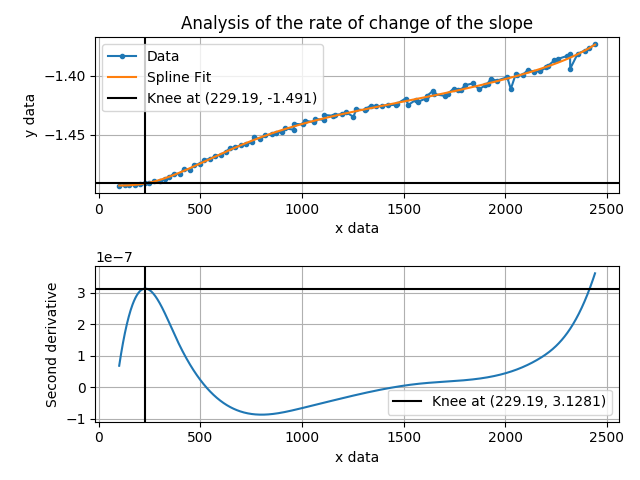 Analysis of the rate of change of the slope
Data
Spline Fit
Knee at (229.19, -1.491)
−1.40
−1.45
y data
0 500 1000 1500 2000 2500
x data
1e−7
3
2
1
0
−1
Second derivative
Knee at (229.19, 3.1281)
0 500 1000 1500 2000 2500
x data